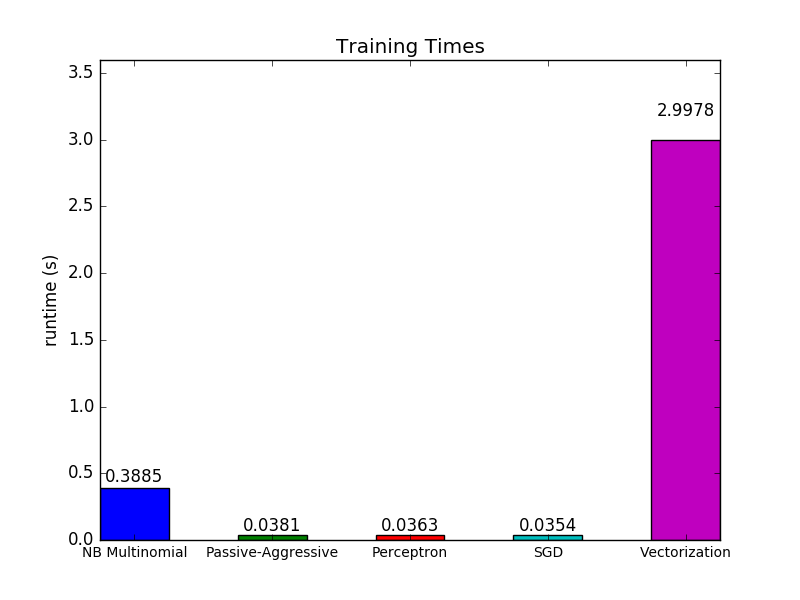 Training Times
3.5
3.0
2.5
2.0
1.5
1.0
0.5
0.0
runtime (s)
0.3885
0.0381
0.0363
0.0354
2.9978
NB Multinomial
Passive-Aggressive
Perceptron
SGD
Vectorization